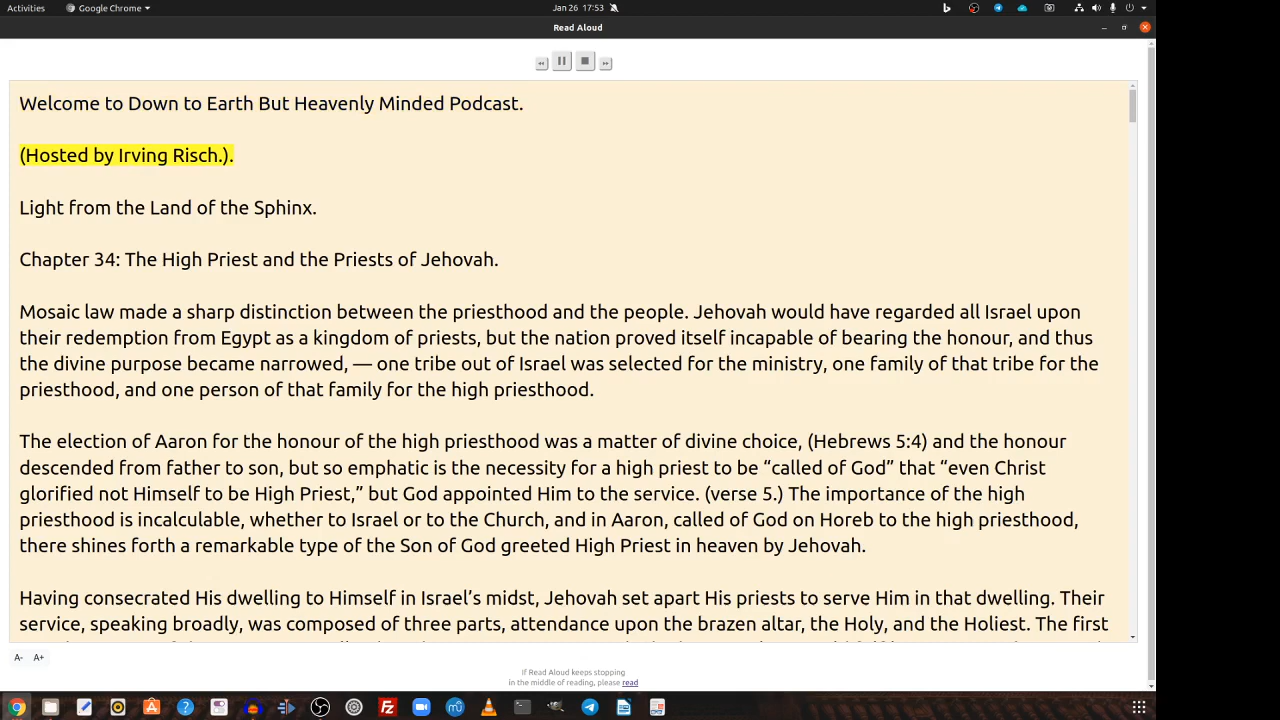 Activities
Google Chrome
Jan 26 17:53
Read Aloud
Welcome to Down to Earth But Heavenly Minded Podcast.
(Hosted by Irving Risch.).
Light from the Land of the Sphinx.
Chapter 34: The High Priest and the Priests of Jehovah.
Mosaic law made a sharp distinction between the priesthood and the people. Jehovah would have regarded all Israel upon
their redemption from Egypt as a kingdom of priests, but the nation proved itself incapable of bearing the honour, and thus
the divine purpose became narrowed, — one tribe out of Israel was selected for the ministry, one family of that tribe for the
priesthood, and one person of that family for the high priesthood.
The election of Aaron for the honour of the high priesthood was a matter of divine choice, (Hebrews 5:4) and the honour
descended from father to son, but so emphatic is the necessity for a high priest to be “called of God” that “even Christ
glorified not Himself to be High Priest,” but God appointed Him to the service. (verse 5.) The importance of the high
priesthood is incalculable, whether to Israel or to the Church, and in Aaron, called of God on Horeb to the high priesthood,
there shines forth a remarkable type of the Son of God greeted High Priest in heaven by Jehovah.
Having consecrated His dwelling to Himself in Israel’s midst, Jehovah set apart His priests to serve Him in that dwelling. Their
service, speaking broadly, was composed of three parts, attendance upon the brazen altar, the Holy, and the Holiest. The first
A- A+
If Read Aloud keeps stopping
in the middle of reading, please read